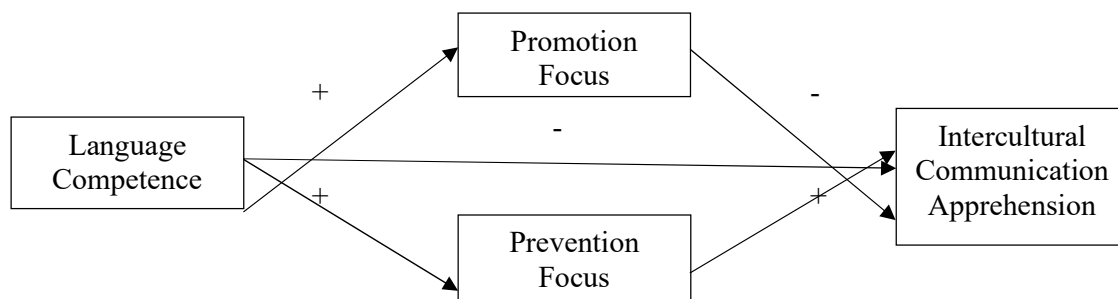 Promotion
Focus
+
-
-
Language
Competence
Intercultural
Communication
Apprehension
+
+
Prevention
Focus